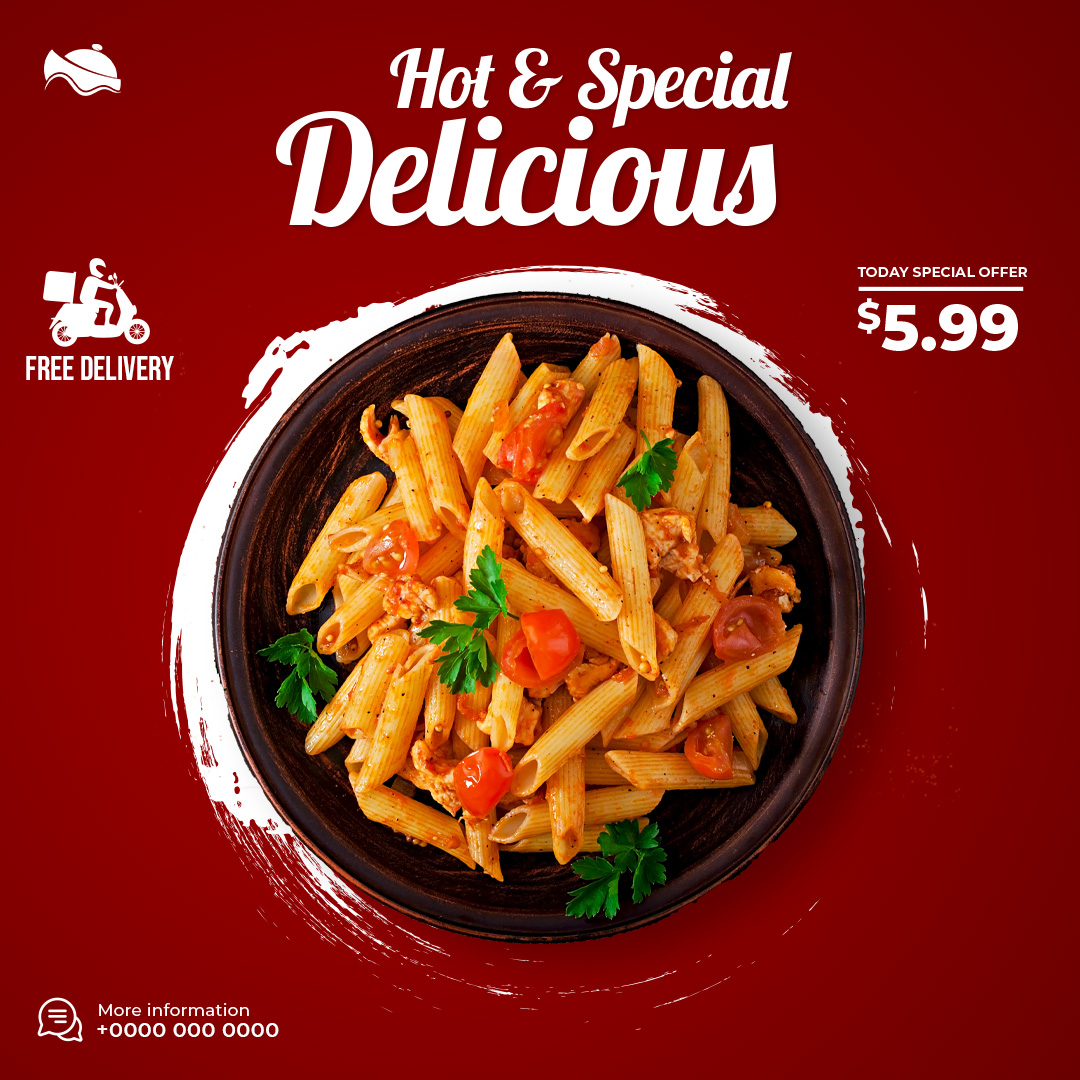 Hot & Special
Delicious
FREE DELIVERY
TODAY SPECIAL OFFER
$5.99
More information
+0000 000 0000